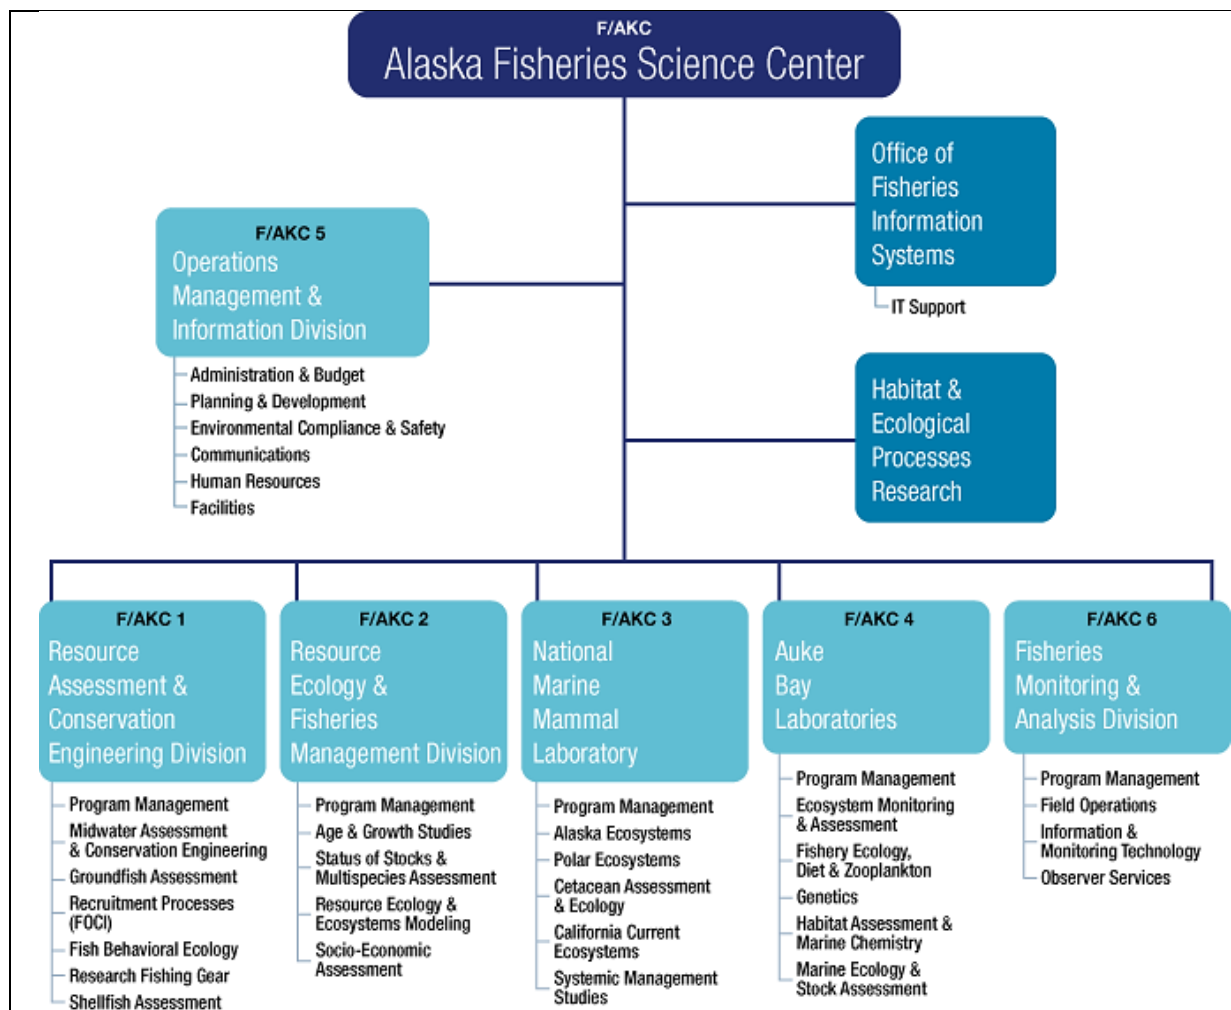 F/AKC
Alaska Fisheries Science Center
Office of
Fisheries
Information
Systems
IT Support
F/AKC 5
Operations
Management &
Information Division
Administration & Budget
Planning & Development
Environmental Compliance & Safety
Communications
Human Resources
Facilities
Habitat &
Ecological
Processes
Research
F/AKC 1
Resource
Assessment &
Conservation
Engineering Division
Program Management
Midwater Assessment
& Conservation Engineering
Groundfish Assessment
Recruitment Processes
(FOCI)
Fish Behavioral Ecology
Research Fishing Gear
Shellfish Assessment
F/AKC 2
Resource
Ecology &
Fisheries
Management Division
Program Management
Age & Growth Studies
Status of Stocks &
Multispecies Assessment
Resource Ecology &
Ecosystems Modeling
Socio-Economic
Assessment
F/AKC 3
National
Marine
Mammal
Laboratory
Program Management
Alaska Ecosystems
Polar Ecosystems
Cetacean Assessment
& Ecology
California Current
Ecosystems
Systemic Management
Studies
F/AKC 4
Auke
Bay
Laboratories
Program Management
Ecosystem Monitoring
& Assessment
Fishery Ecology,
Diet & Zooplankton
Genetics
Habitat Assessment &
Marine Chemistry
Marine Ecology &
Stock Assessment
F/AKC 6
Fisheries
Monitoring &
Analysis Division
Program Management
Field Operations
Information &
Monitoring Technology
Observer Services